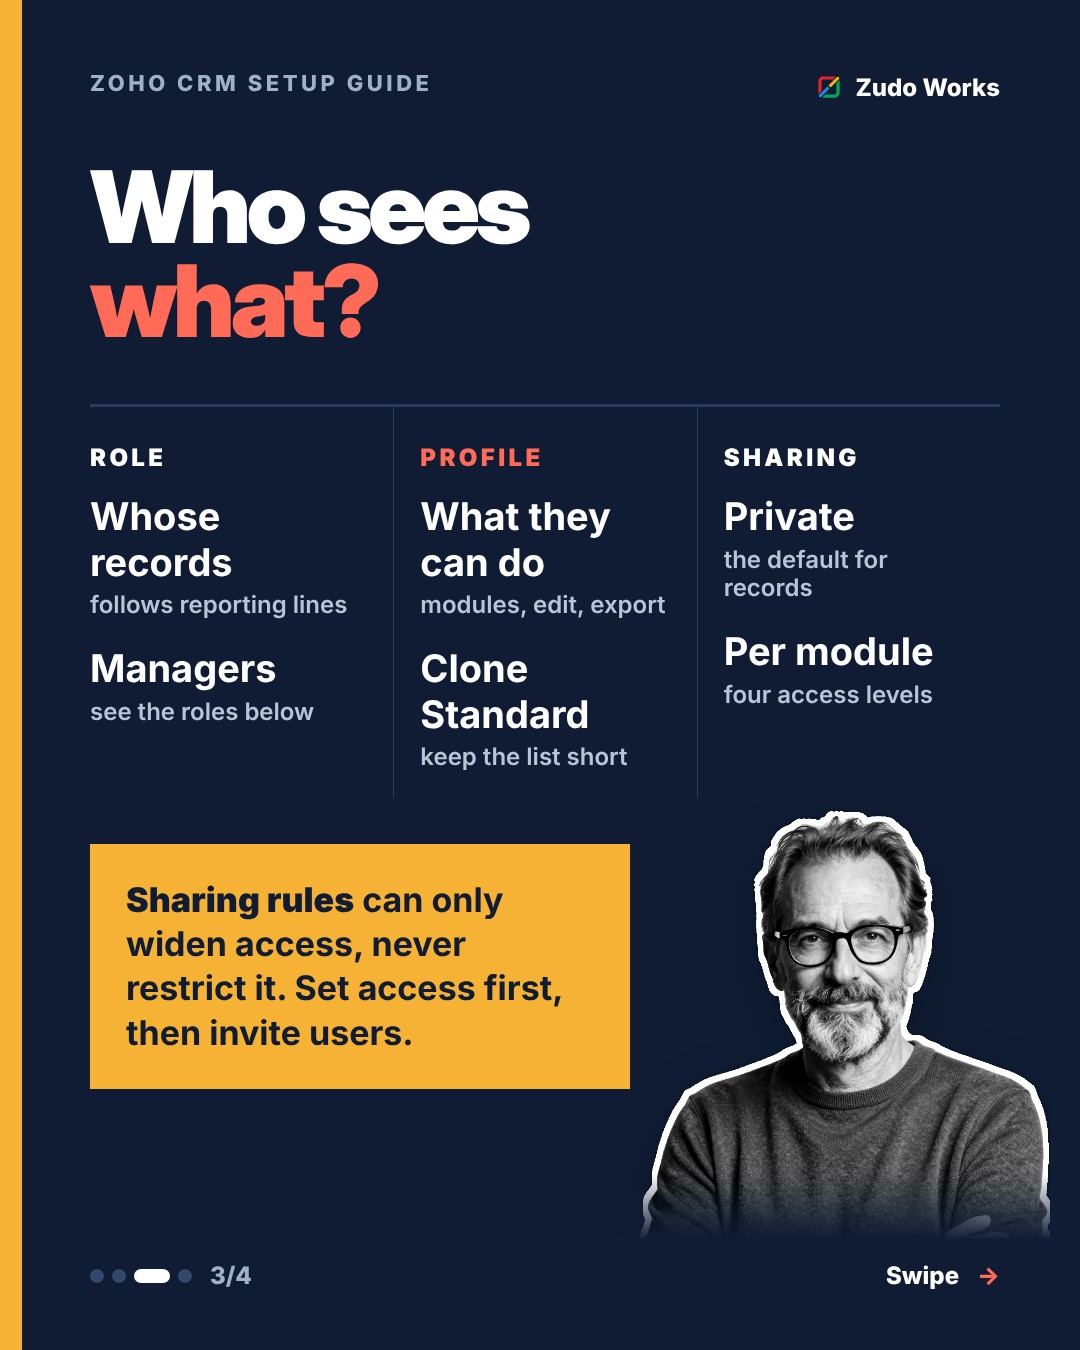 ZOHO CRM SETUP GUIDE
Zudo Works
Who sees
what?
ROLE
Whose
records
follows reporting lines
Managers
see the roles below
PROFILE
What they
can do
modules, edit, export
Clone
Standard
keep the list short
SHARING
Private
the default for
records
Per module
four access levels
Sharing rules can only
widen access, never
restrict it. Set access first,
then invite users.
3/4
Swipe →